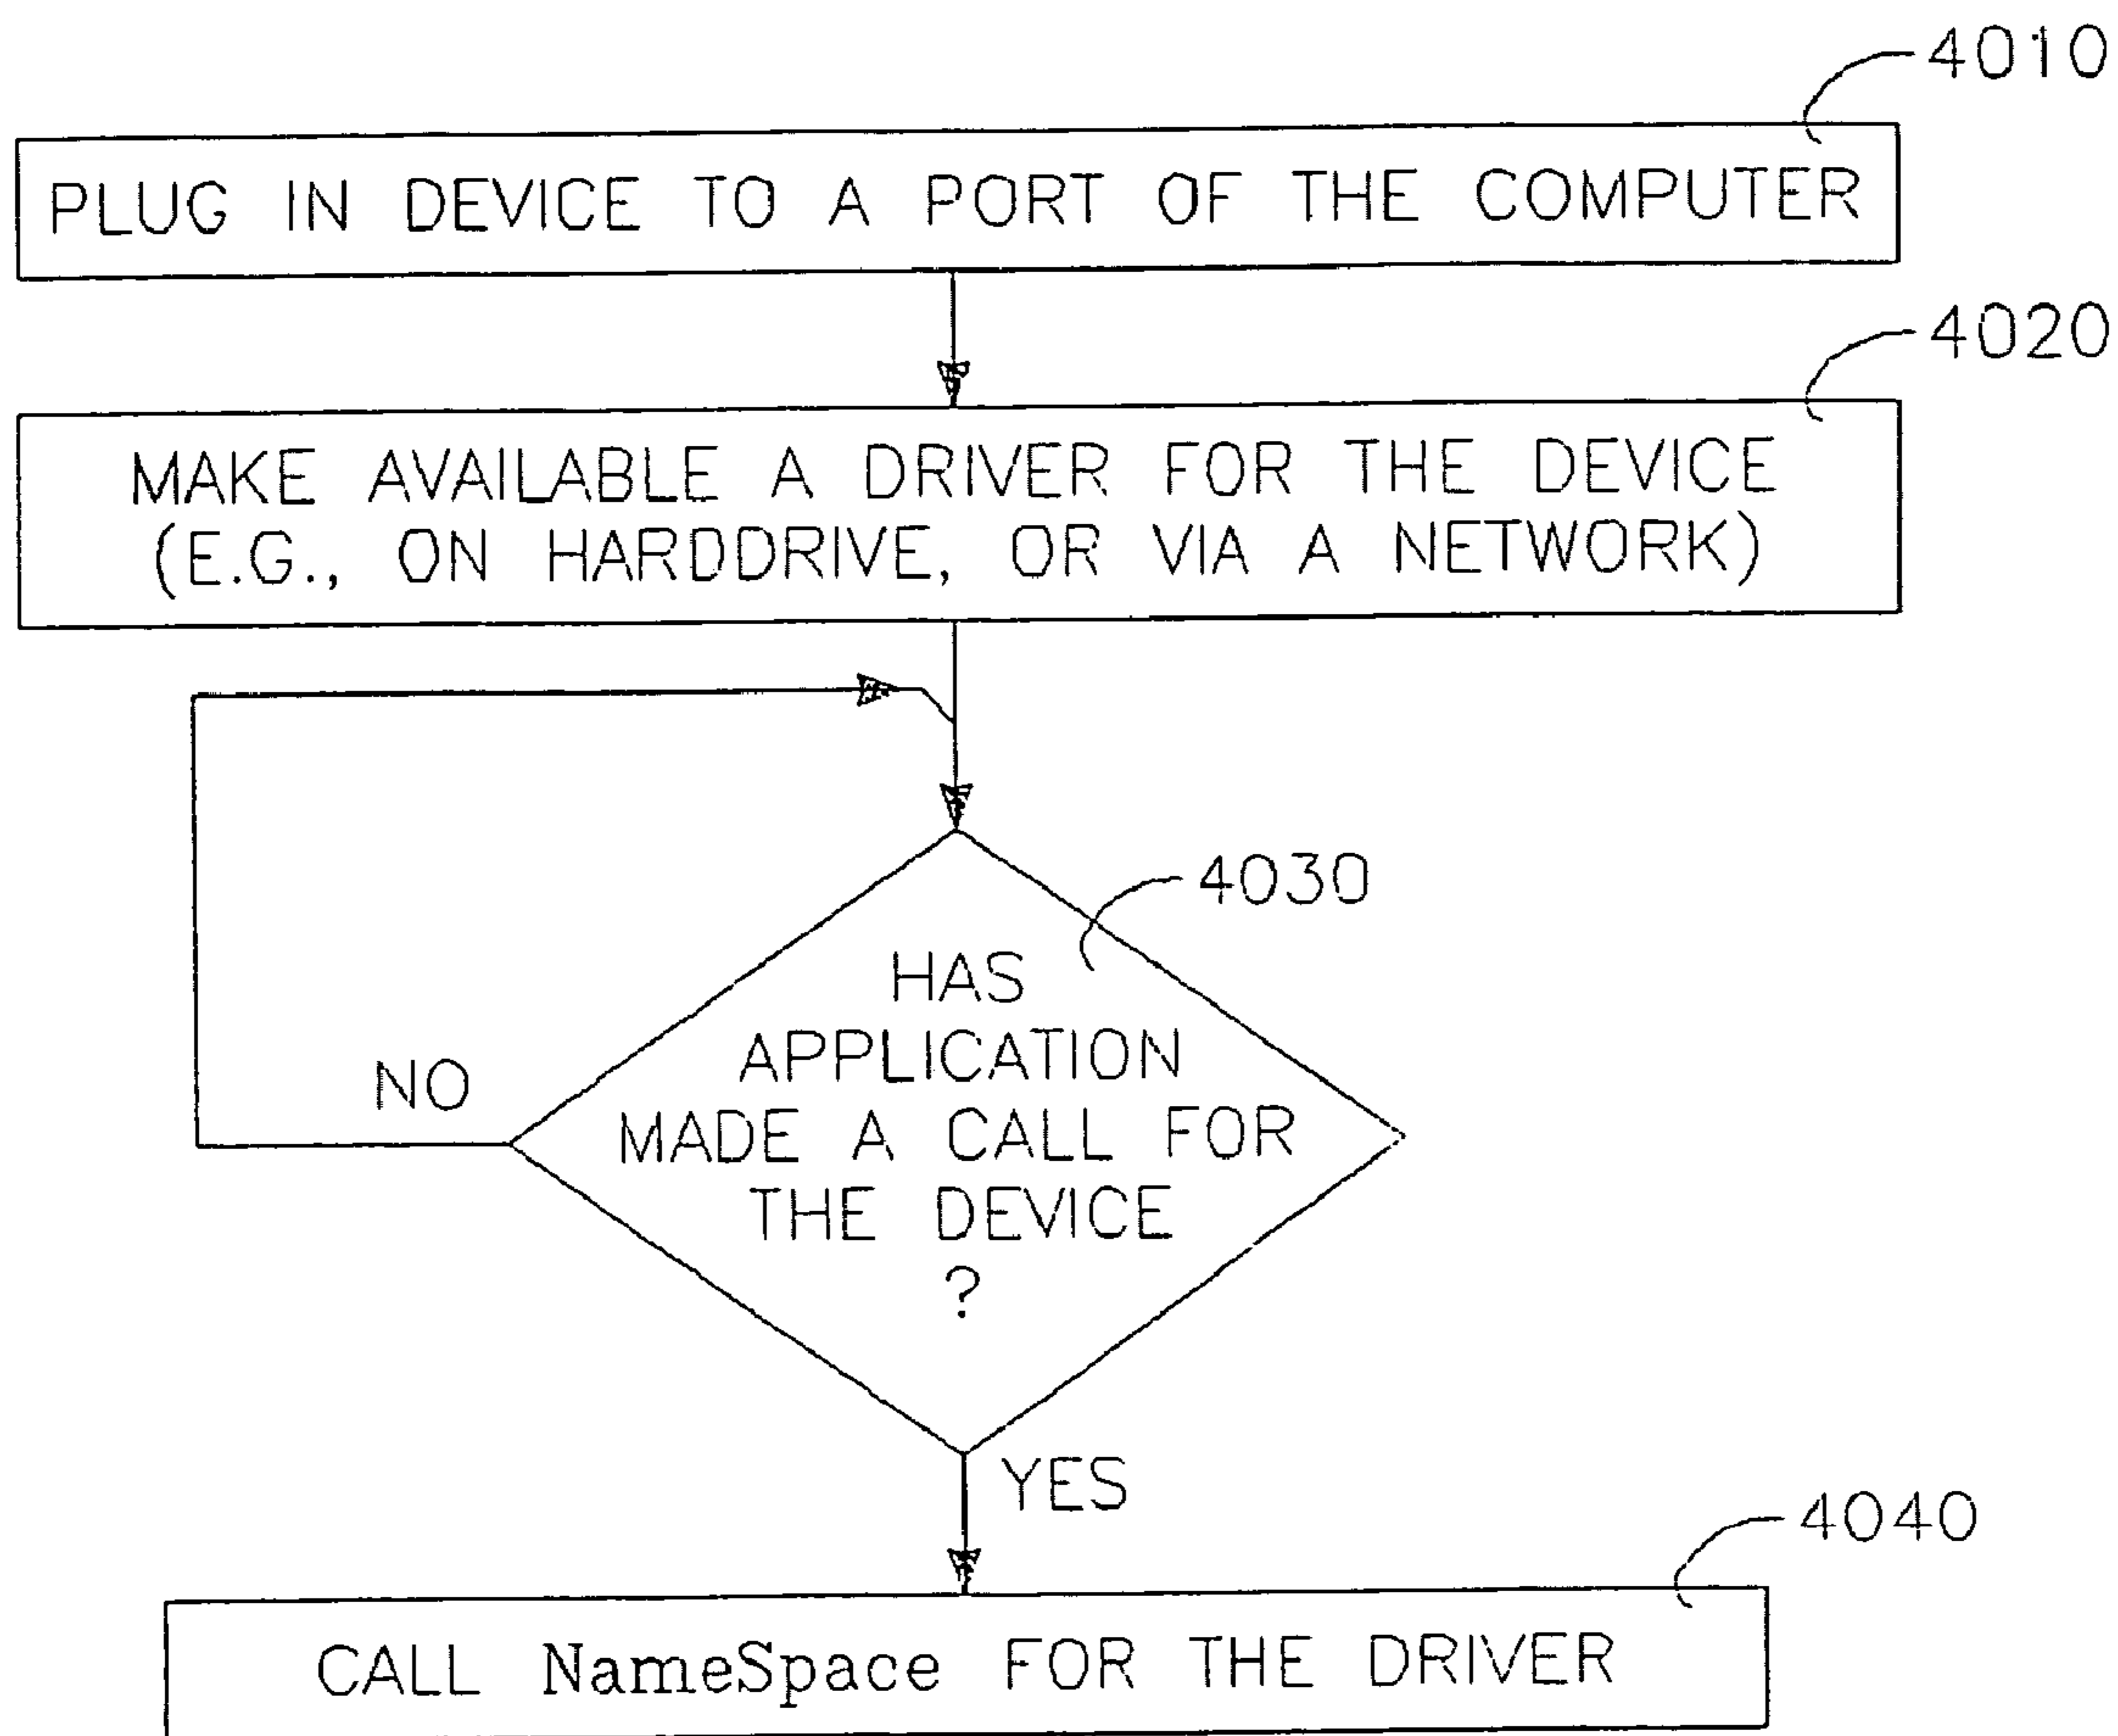 4010
PLUG IN DEVICE TO A PORT OF THE COMPUTER
4020
MAKE AVAILABLE A DRIVER FOR THE DEVICE
(E.G., ON HARDDRIVE, OR VIA A NETWORK)
4030
HAS
APPLICATION
MADE A CALL FOR
THE DEVICE
?
NO
YES
4040
CALL NameSpace FOR THE DRIVER